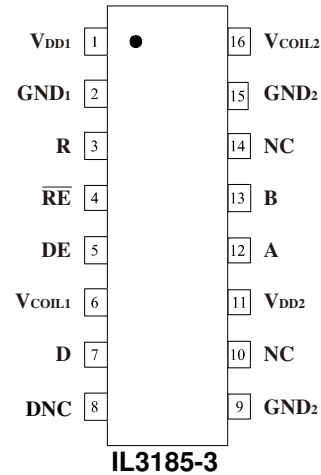 VDD1 1 16 VCOIL2
GND1 2 15 GND2
R 3 14 NC
R̅E̅ 4 13 B
DE 5 12 A
VCOIL1 6 11 VDD2
D 7 10 NC
DNC 8 9 GND2
IL3185-3